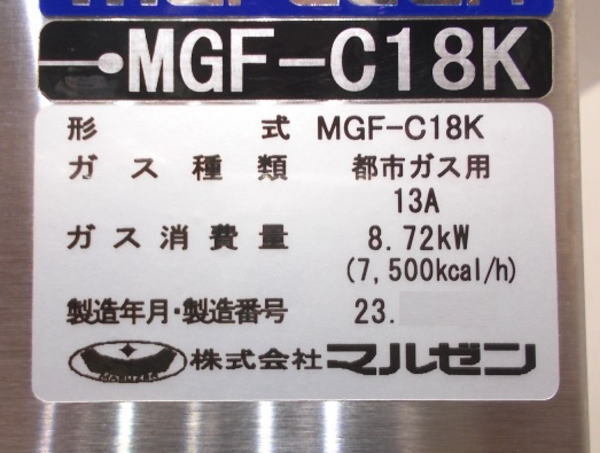 MGF-C18K
形式 MGF-C18K
ガス種類 都市ガス用
13A
ガス消費量 8.72kW
(7,500kcal/h)
製造年月・製造番号 23.
MARUZEN 株式会社マルゼン